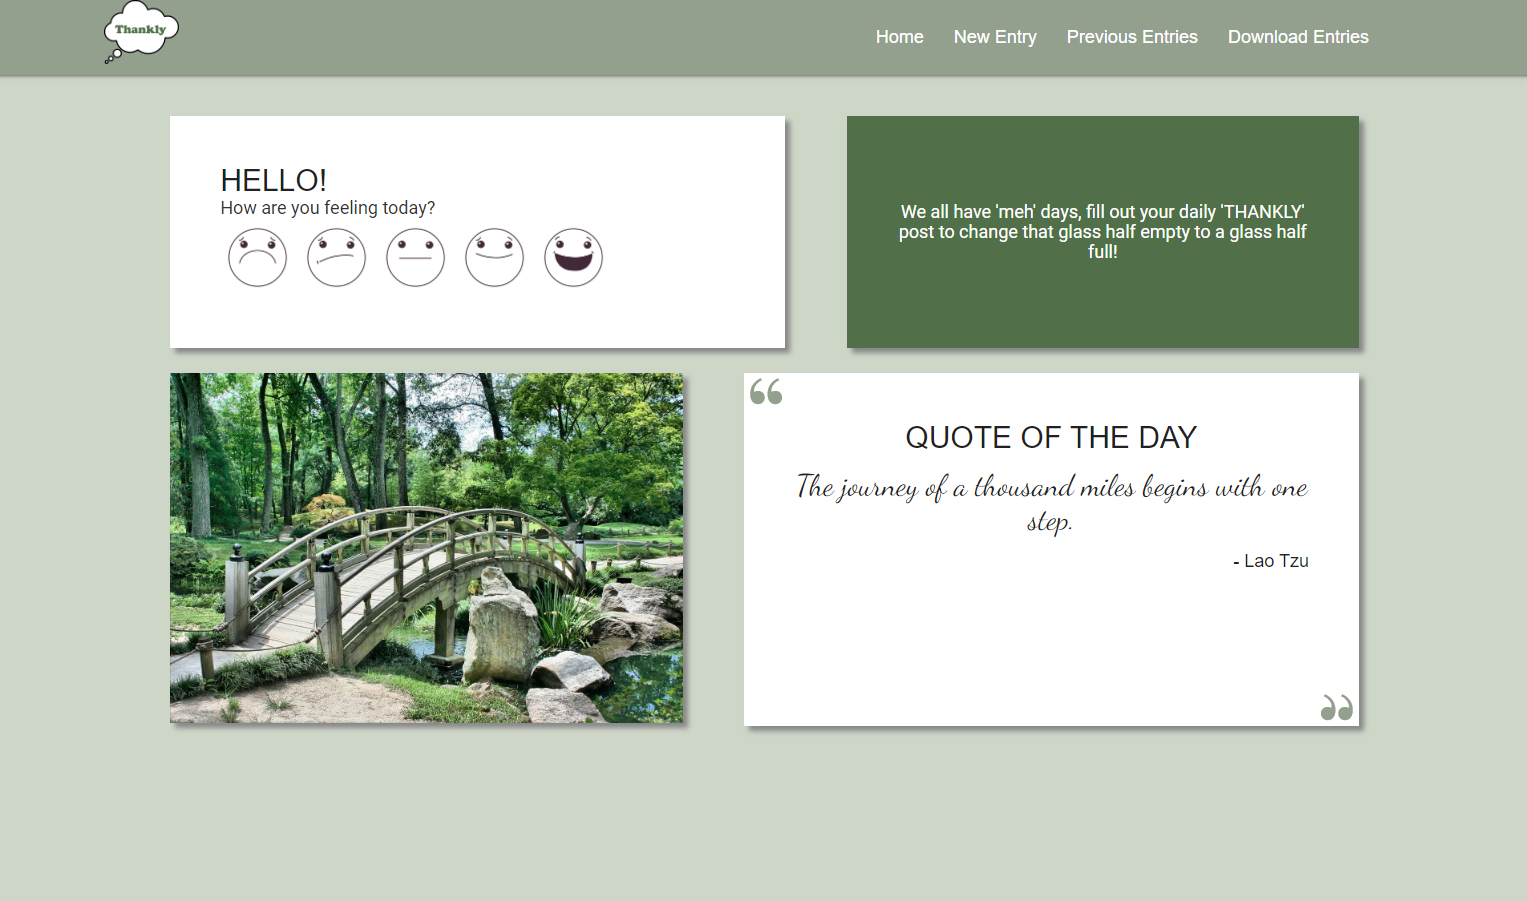 Thankly
Home New Entry Previous Entries Download Entries
HELLO!
How are you feeling today?
We all have 'meh' days, fill out your daily 'THANKLY'
post to change that glass half empty to a glass half
full!
“
QUOTE OF THE DAY
The journey of a thousand miles begins with one
step.
- Lao Tzu
”